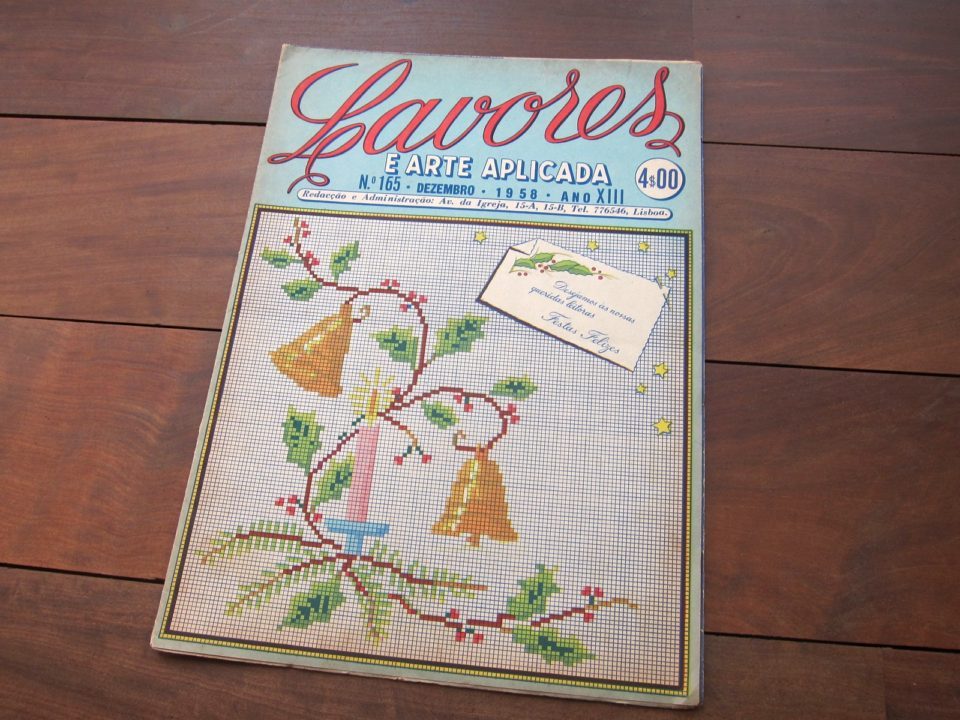 Lavores
E ARTE APLICADA
4$00
N.º 165 • DEZEMBRO • 1958 • ANO XIII
Redacção e Administração: Av. da Igreja, 15-A, 15-B, Tel. 776546, Lisboa.
Desejamos às nossas
queridas leitoras
Festas Felizes